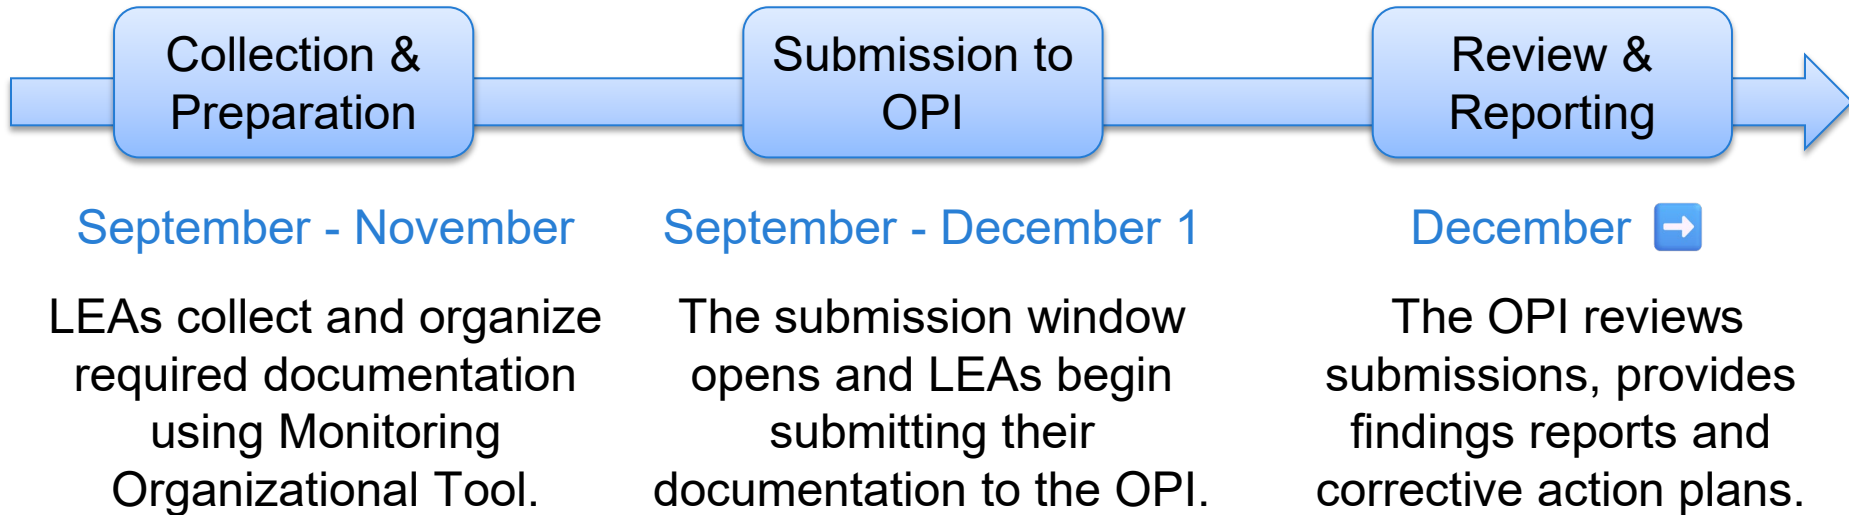 Collection &
Preparation
Submission to
OPI
Review &
Reporting
September - November
September - December 1
December ➡
LEAs collect and organize
required documentation
using Monitoring
Organizational Tool.
The submission window
opens and LEAs begin
submitting their
documentation to the OPI.
The OPI reviews
submissions, provides
findings reports and
corrective action plans.